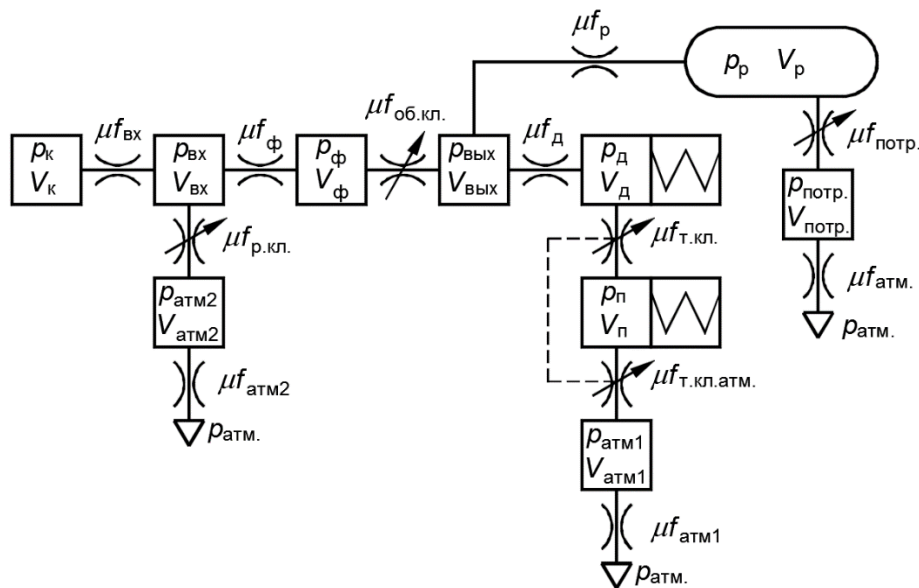 μf_р
p_р V_р
μf_вх
μf_ф
μf_об.кл.
μf_д
μf_потр.
p_к
V_к
p_вх
V_вх
p_ф
V_ф
p_вых
V_вых
p_д
V_д
p_потр.
V_потр.
μf_р.кл.
μf_т.кл.
μf_атм.
p_атм2
V_атм2
p_п
V_п
p_атм.
μf_атм2
μf_т.кл.атм.
p_атм.
p_атм1
V_атм1
μf_атм1
p_атм.